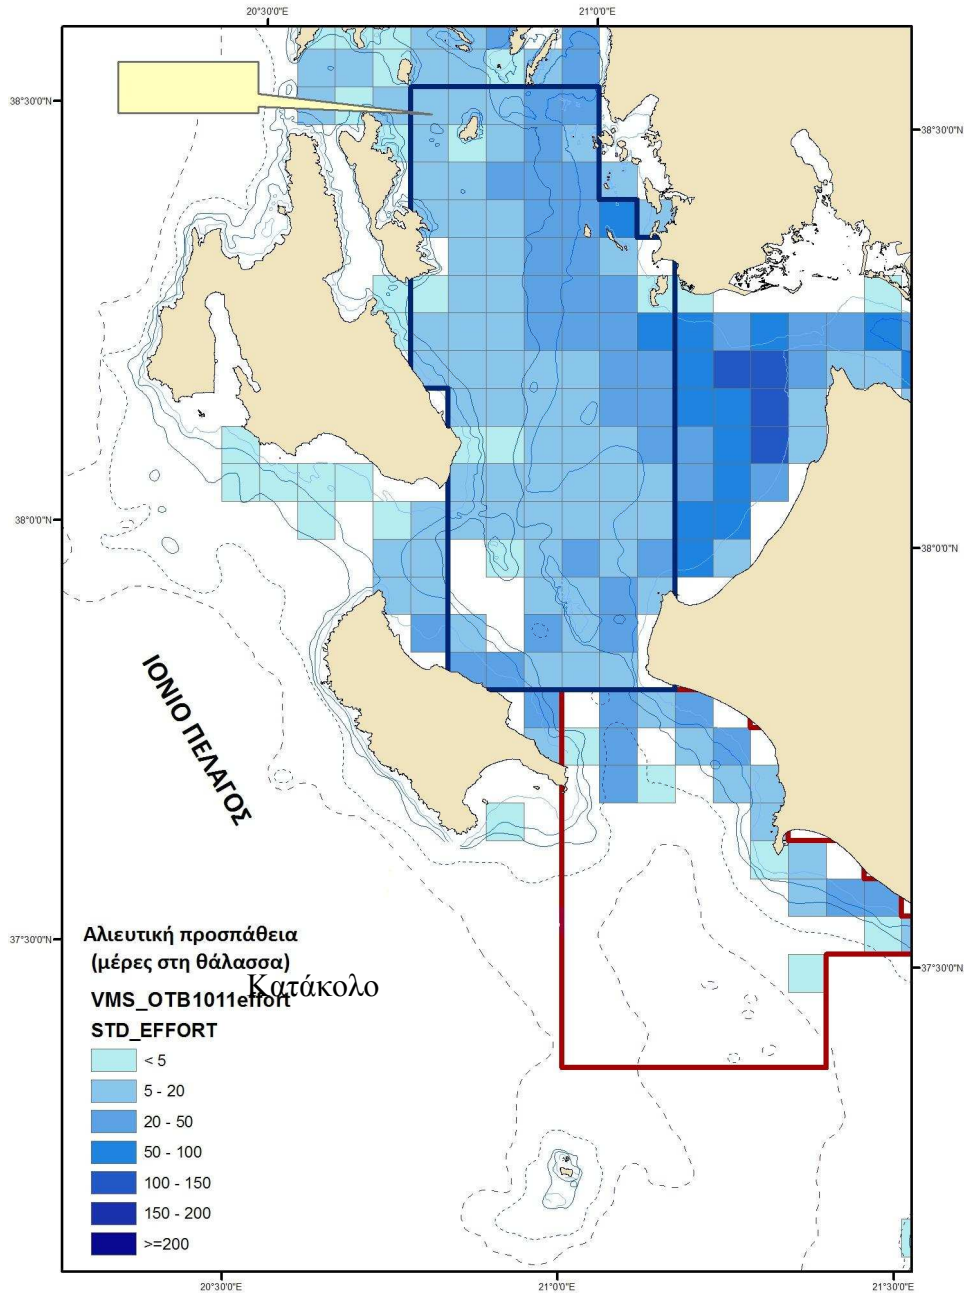 20°30'0"E 21°0'0"E
38°30'0"N
38°30'0"N
38°0'0"N
38°0'0"N
ΙΟΝΙΟ ΠΕΛΑΓΟΣ
37°30'0"N
37°30'0"N
Αλιευτική προσπάθεια
(μέρες στη θάλασσα)
Κατάκολο
VMS_OTB1011effort
STD_EFFORT
< 5
5 - 20
20 - 50
50 - 100
100 - 150
150 - 200
>=200
20°30'0"E 21°0'0"E 21°30'0"E